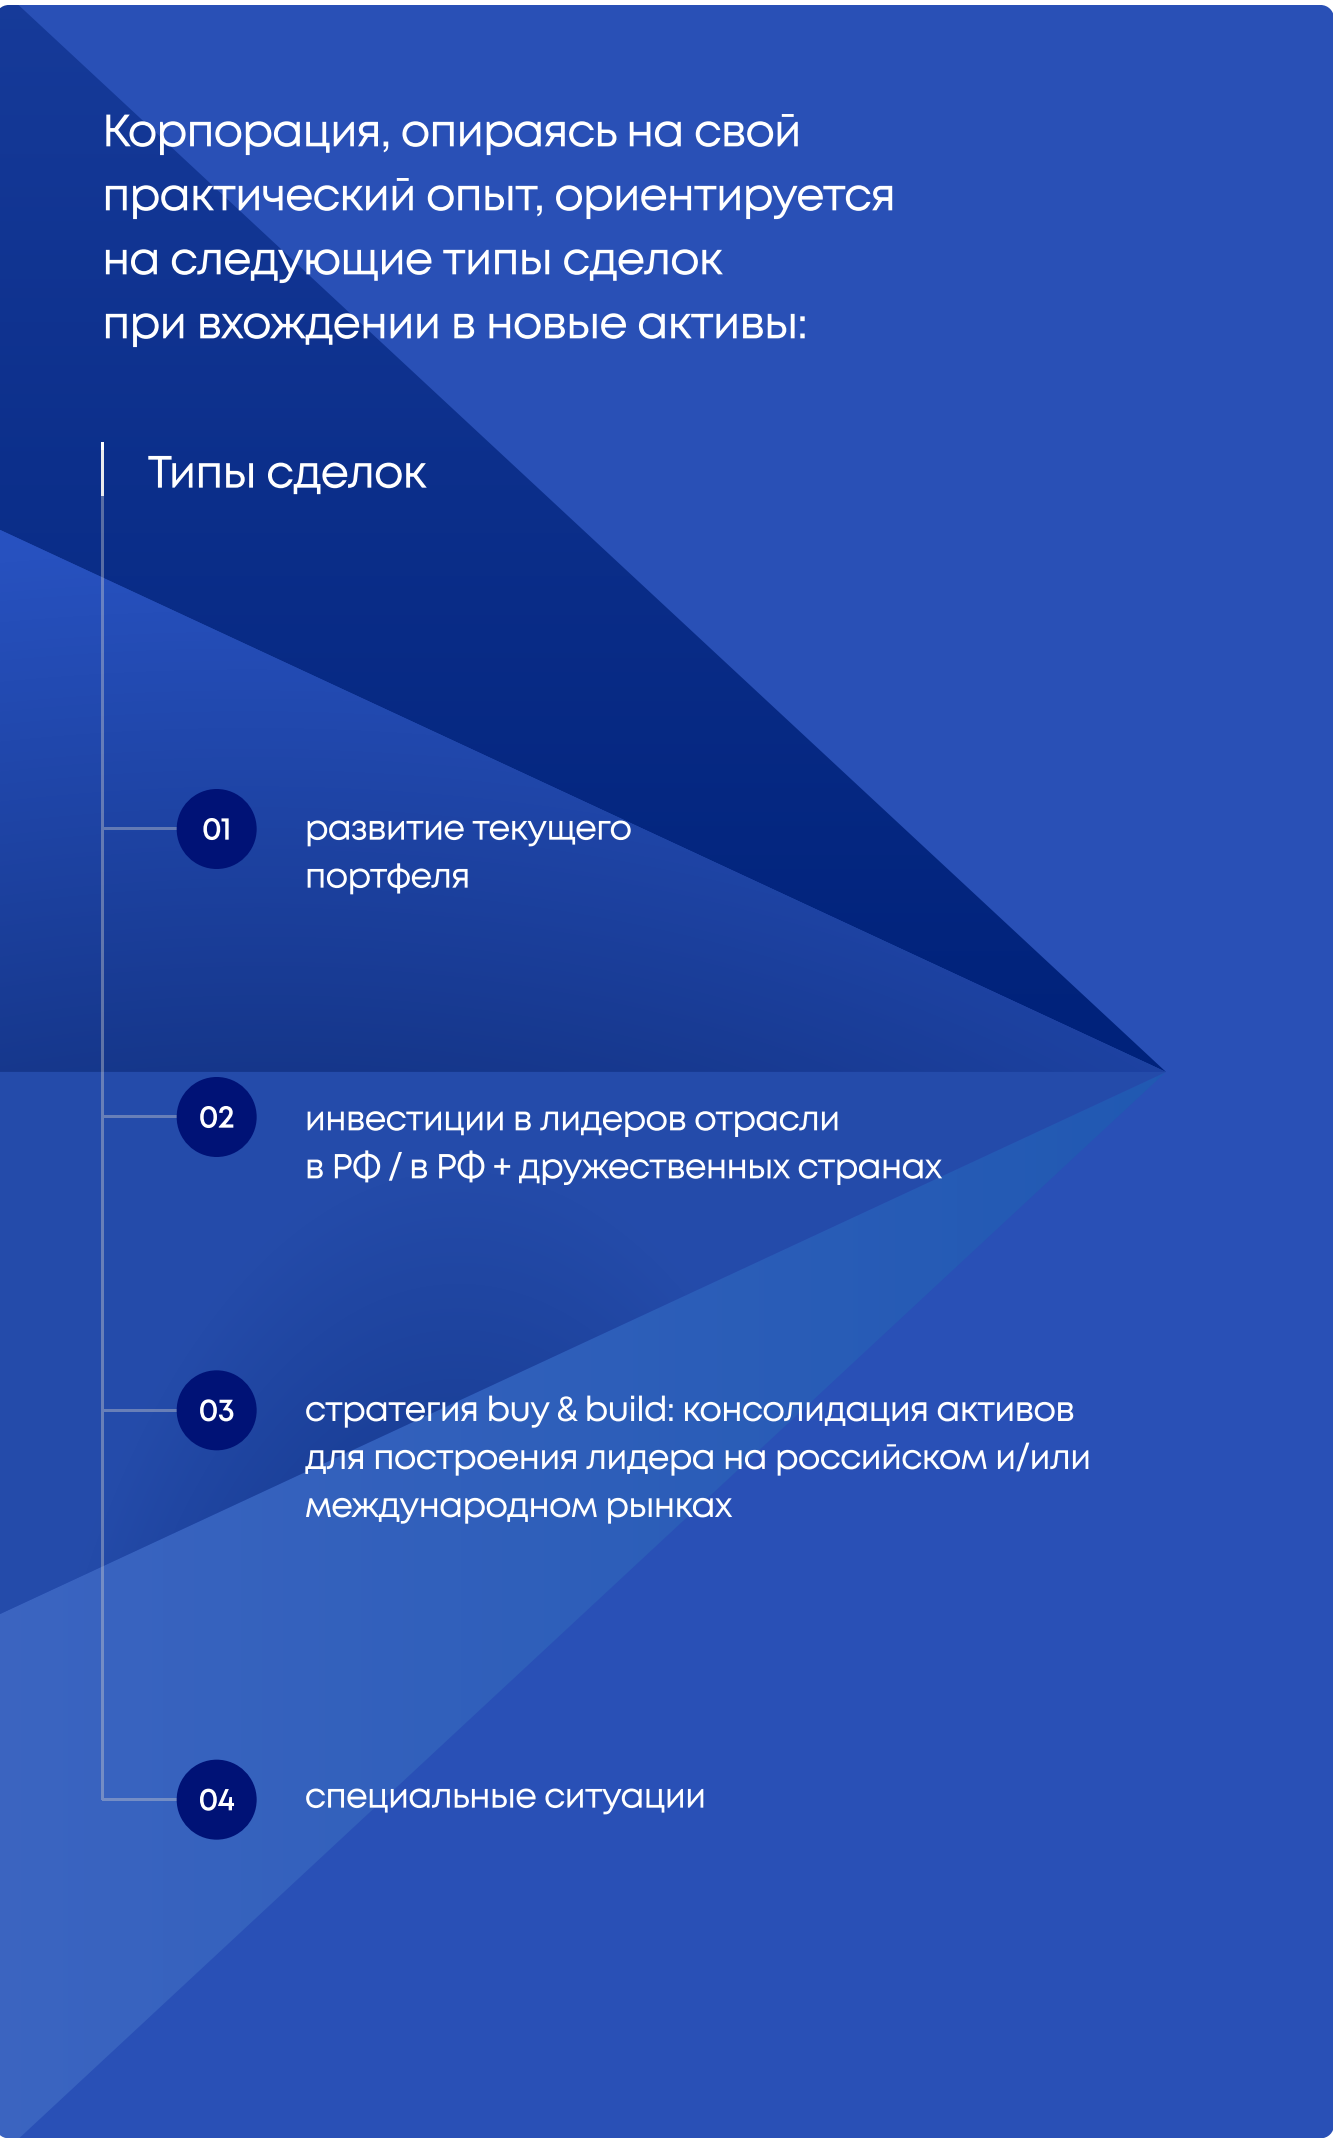 Корпорация, опираясь на свой
практический опыт, ориентируется
на следующие типы сделок
при вхождении в новые активы:
Типы сделок
01
развитие текущего
портфеля
02
инвестиции в лидеров отрасли
в РФ / в РФ + дружественных странах
03
стратегия buy & build: консолидация активов
для построения лидера на российском и/или
международном рынках
04
специальные ситуации